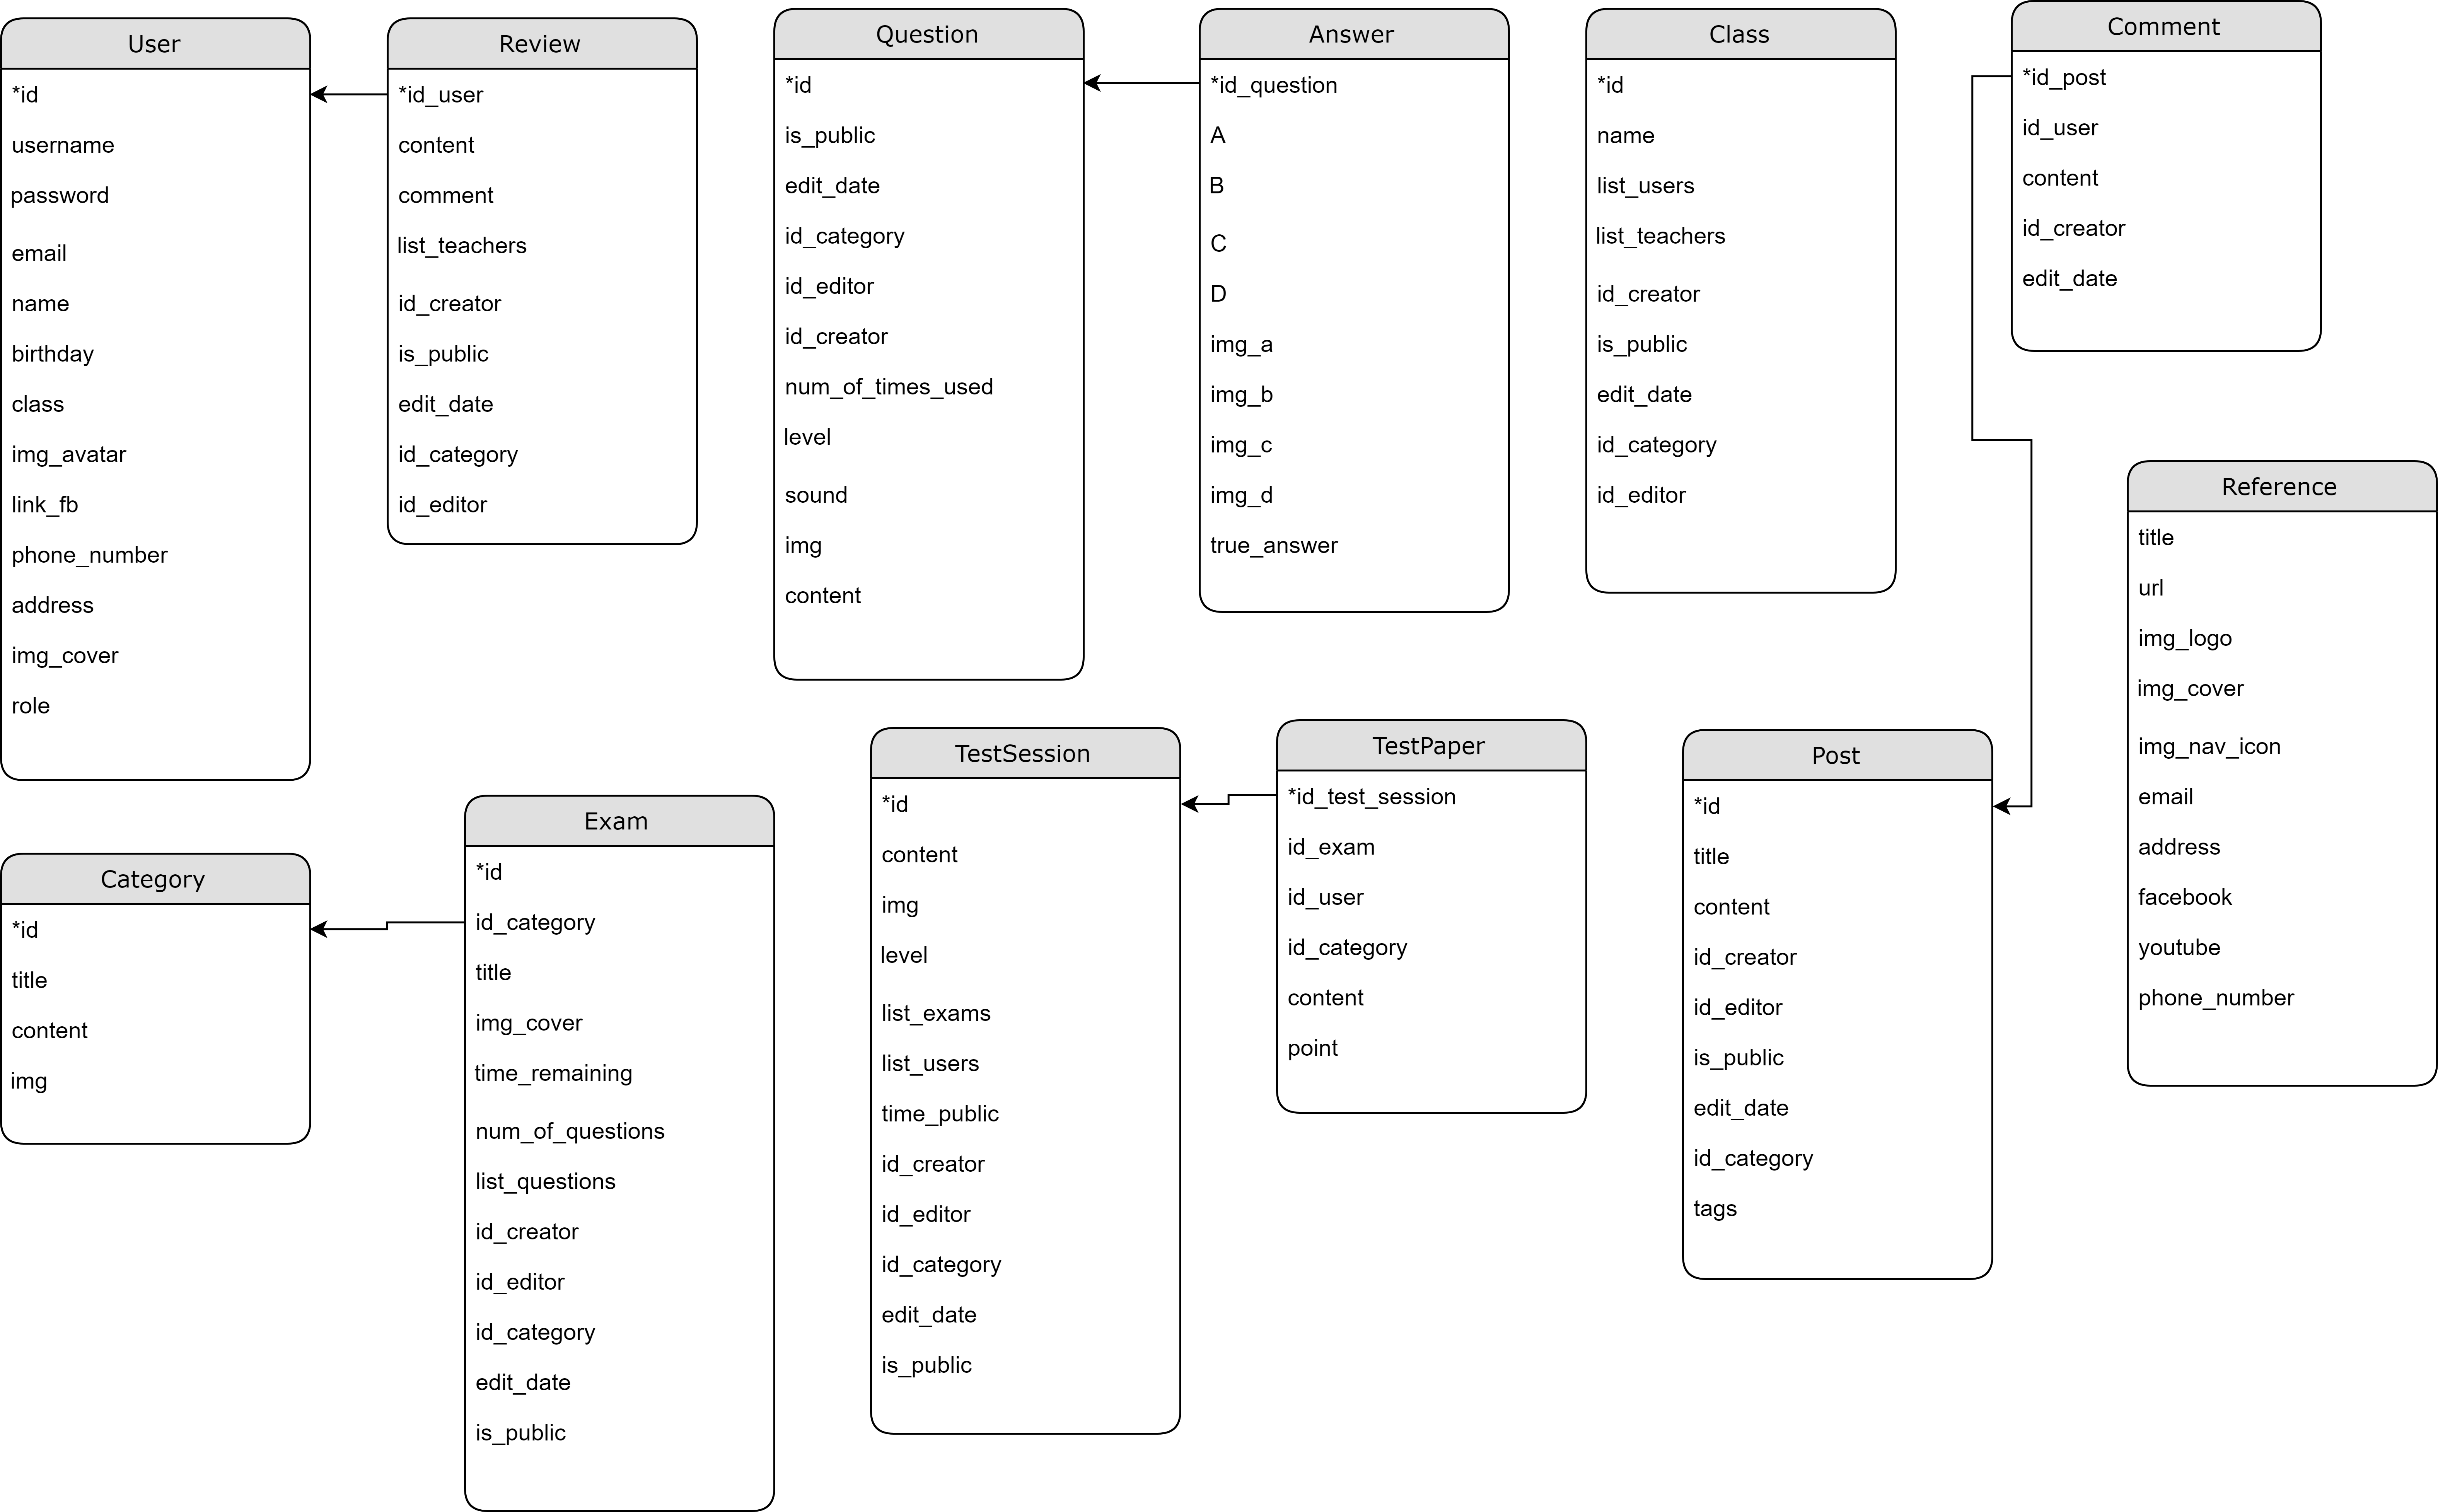 User
*id
username
password
email
name
birthday
class
img_avatar
link_fb
phone_number
address
img_cover
role
Review
*id_user
content
comment
list_teachers
id_creator
is_public
edit_date
id_category
id_editor
Question
*id
is_public
edit_date
id_category
id_editor
id_creator
num_of_times_used
level
sound
img
content
Answer
*id_question
A
B
C
D
img_a
img_b
img_c
img_d
true_answer
Class
*id
name
list_users
list_teachers
id_creator
is_public
edit_date
id_category
id_editor
Comment
*id_post
id_user
content
id_creator
edit_date
Reference
title
url
img_logo
img_cover
img_nav_icon
email
address
facebook
youtube
phone_number
Category
*id
title
content
img
Exam
*id
id_category
title
img_cover
time_remaining
num_of_questions
list_questions
id_creator
id_editor
id_category
edit_date
is_public
TestSession
*id
content
img
level
list_exams
list_users
time_public
id_creator
id_editor
id_category
edit_date
is_public
TestPaper
*id_test_session
id_exam
id_user
id_category
content
point
Post
*id
title
content
id_creator
id_editor
is_public
edit_date
id_category
tags